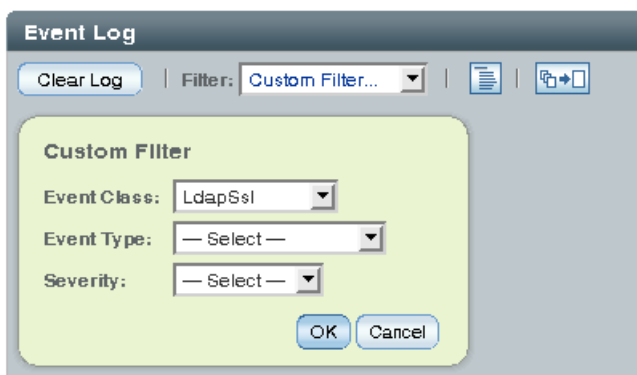 Event Log
Clear Log | Filter: Custom Filter... | |
Custom Filter
Event Class: LdapSsl
Event Type: — Select —
Severity: — Select —
OK Cancel